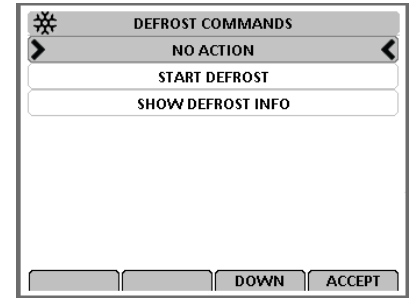 DEFROST COMMANDS
NO ACTION
START DEFROST
SHOW DEFROST INFO
DOWN ACCEPT